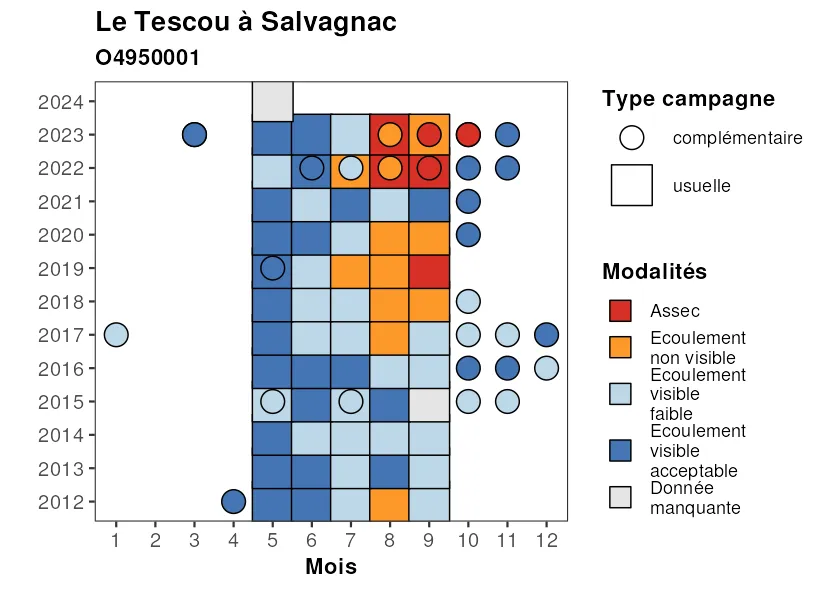 Le Tescou à Salvagnac
O4950001
2024
2023
2022
2021
2020
2019
2018
2017
2016
2015
2014
2013
2012
1 2 3 4 5 6 7 8 9 10 11 12
Mois
Type campagne
complémentaire
usuelle
Modalités
Assec
Ecoulement
non visible
Ecoulement
visible
faible
Ecoulement
visible
acceptable
Donnée
manquante